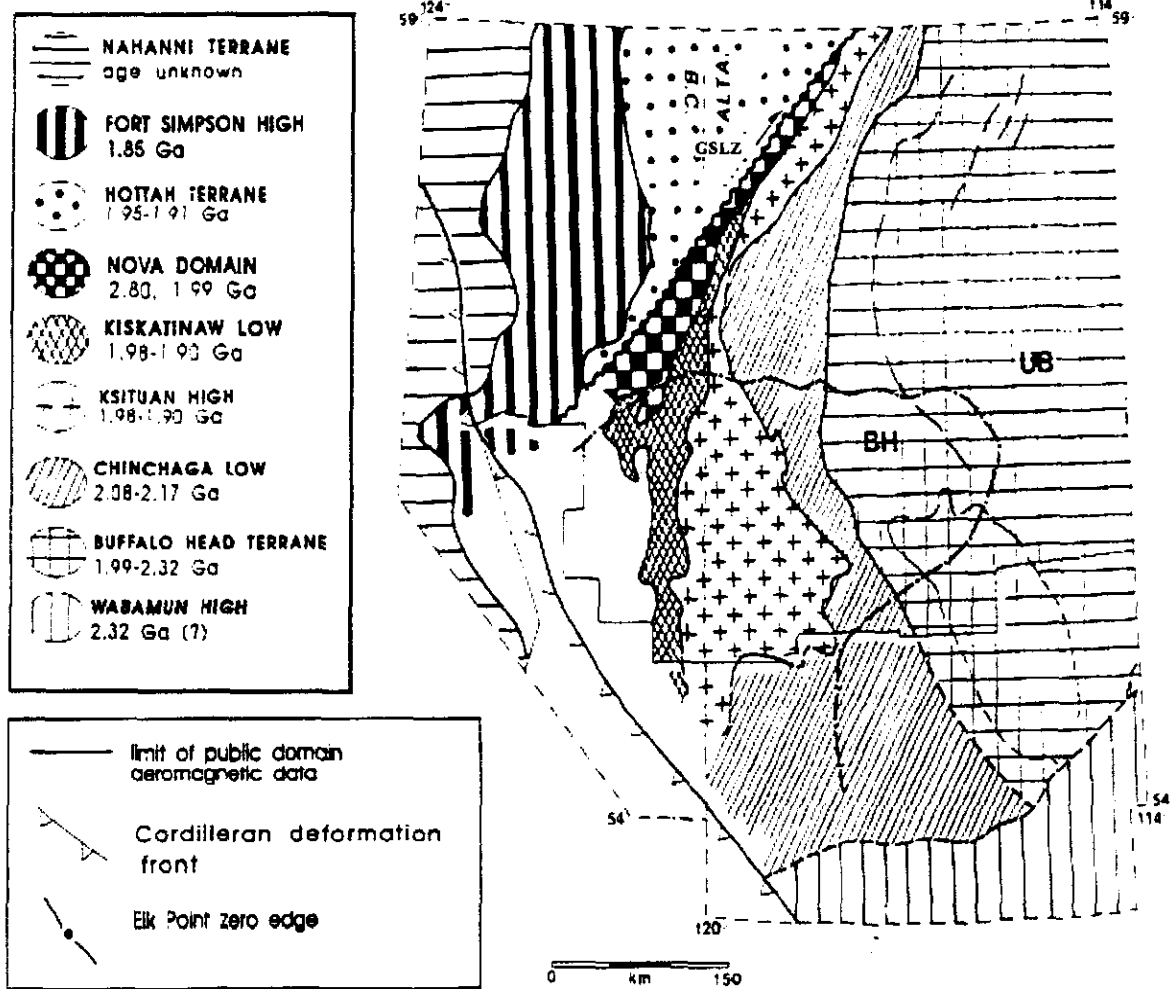 NAHANNI TERRANE
age unknown
FORT SIMPSON HIGH
1.85 Ga
HOTTAH TERRANE
1.95-1.91 Ga
NOVA DOMAIN
2.80, 1.99 Ga
KISKATINAW LOW
1.98-1.90 Ga
KSITUAN HIGH
1.98-1.90 Ga
CHINCHAGA LOW
2.08-2.17 Ga
BUFFALO HEAD TERRANE
1.99-2.32 Ga
WABAMUN HIGH
2.32 Ga (?)
limit of public domain
aeromagnetic data
Cordilleran deformation
front
Elk Point zero edge
124
59
114
59
B.C.
ALTA.
GSLZ
UB
BH
54
54
114
120
0 km 150